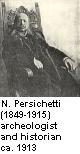 N. Persichetti
(1849-1915)
archeologist
and historian
ca. 1913